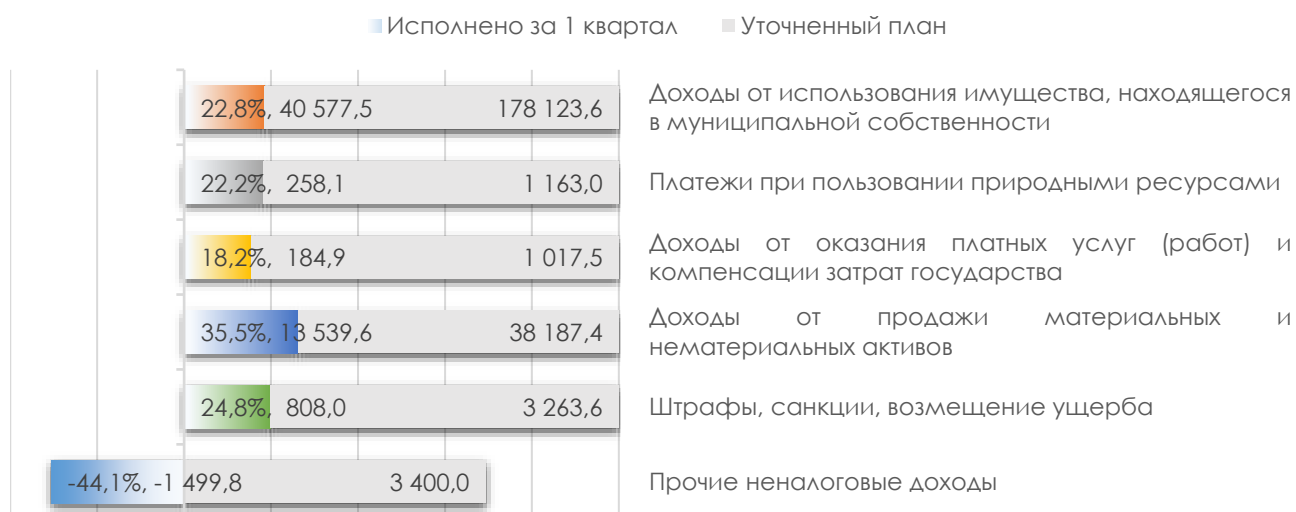 Исполнено за 1 квартал Уточненный план
22,8%, 40 577,5 178 123,6 Доходы от использования имущества, находящегося
в муниципальной собственности
22,2%, 258,1 1 163,0 Платежи при пользовании природными ресурсами
18,2%, 184,9 1 017,5 Доходы от оказания платных услуг (работ) и
компенсации затрат государства
35,5%, 13 539,6 38 187,4 Доходы от продажи материальных и
нематериальных активов
24,8%, 808,0 3 263,6 Штрафы, санкции, возмещение ущерба
-44,1%, -1 499,8 3 400,0 Прочие неналоговые доходы